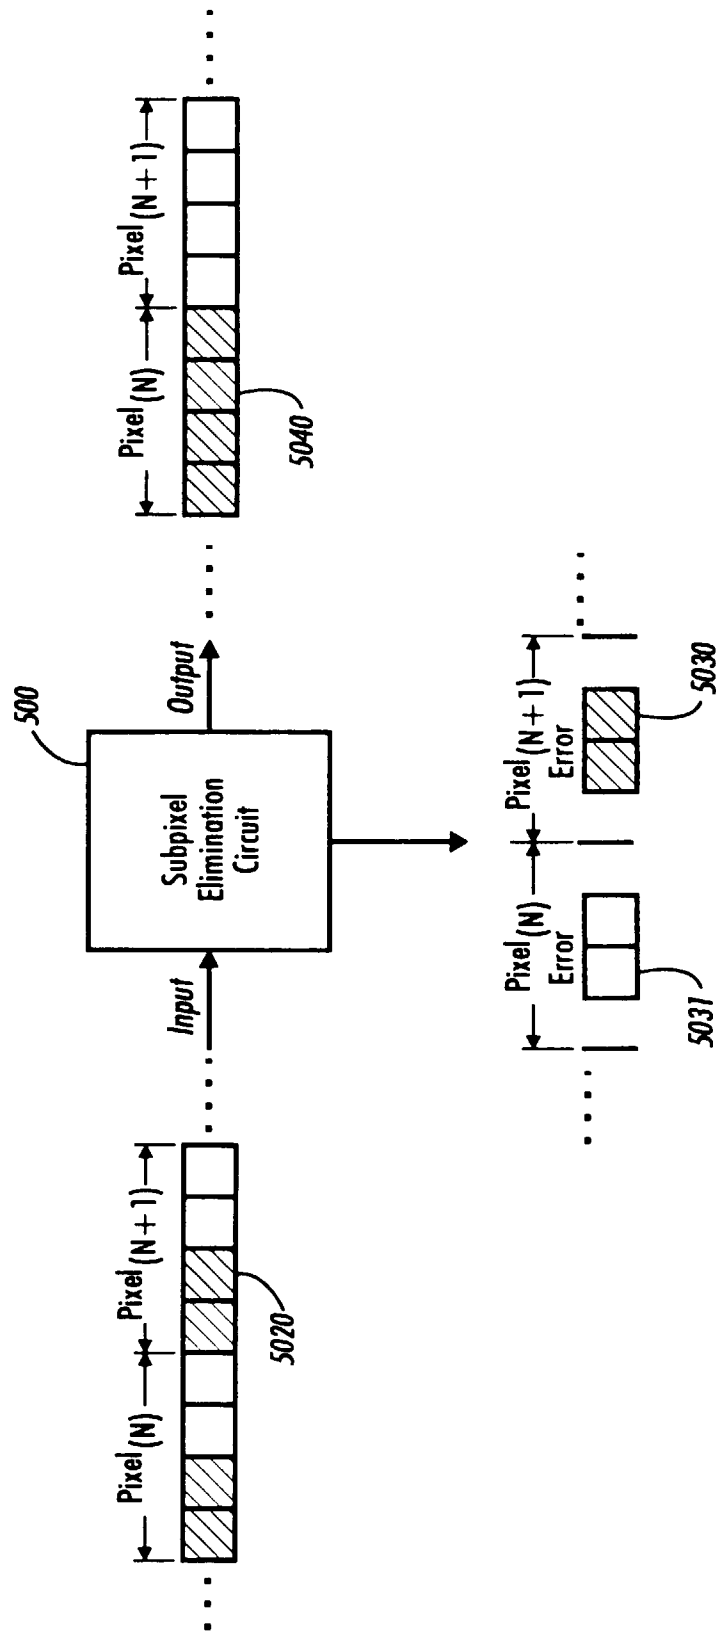 500
Pixel(N)
Pixel(N + 1)
5020
Input
Subpixel
Elimination
Circuit
Output
Pixel(N)
Pixel(N + 1)
5040
Pixel(N)
Error
Pixel(N + 1)
Error
5031
5030